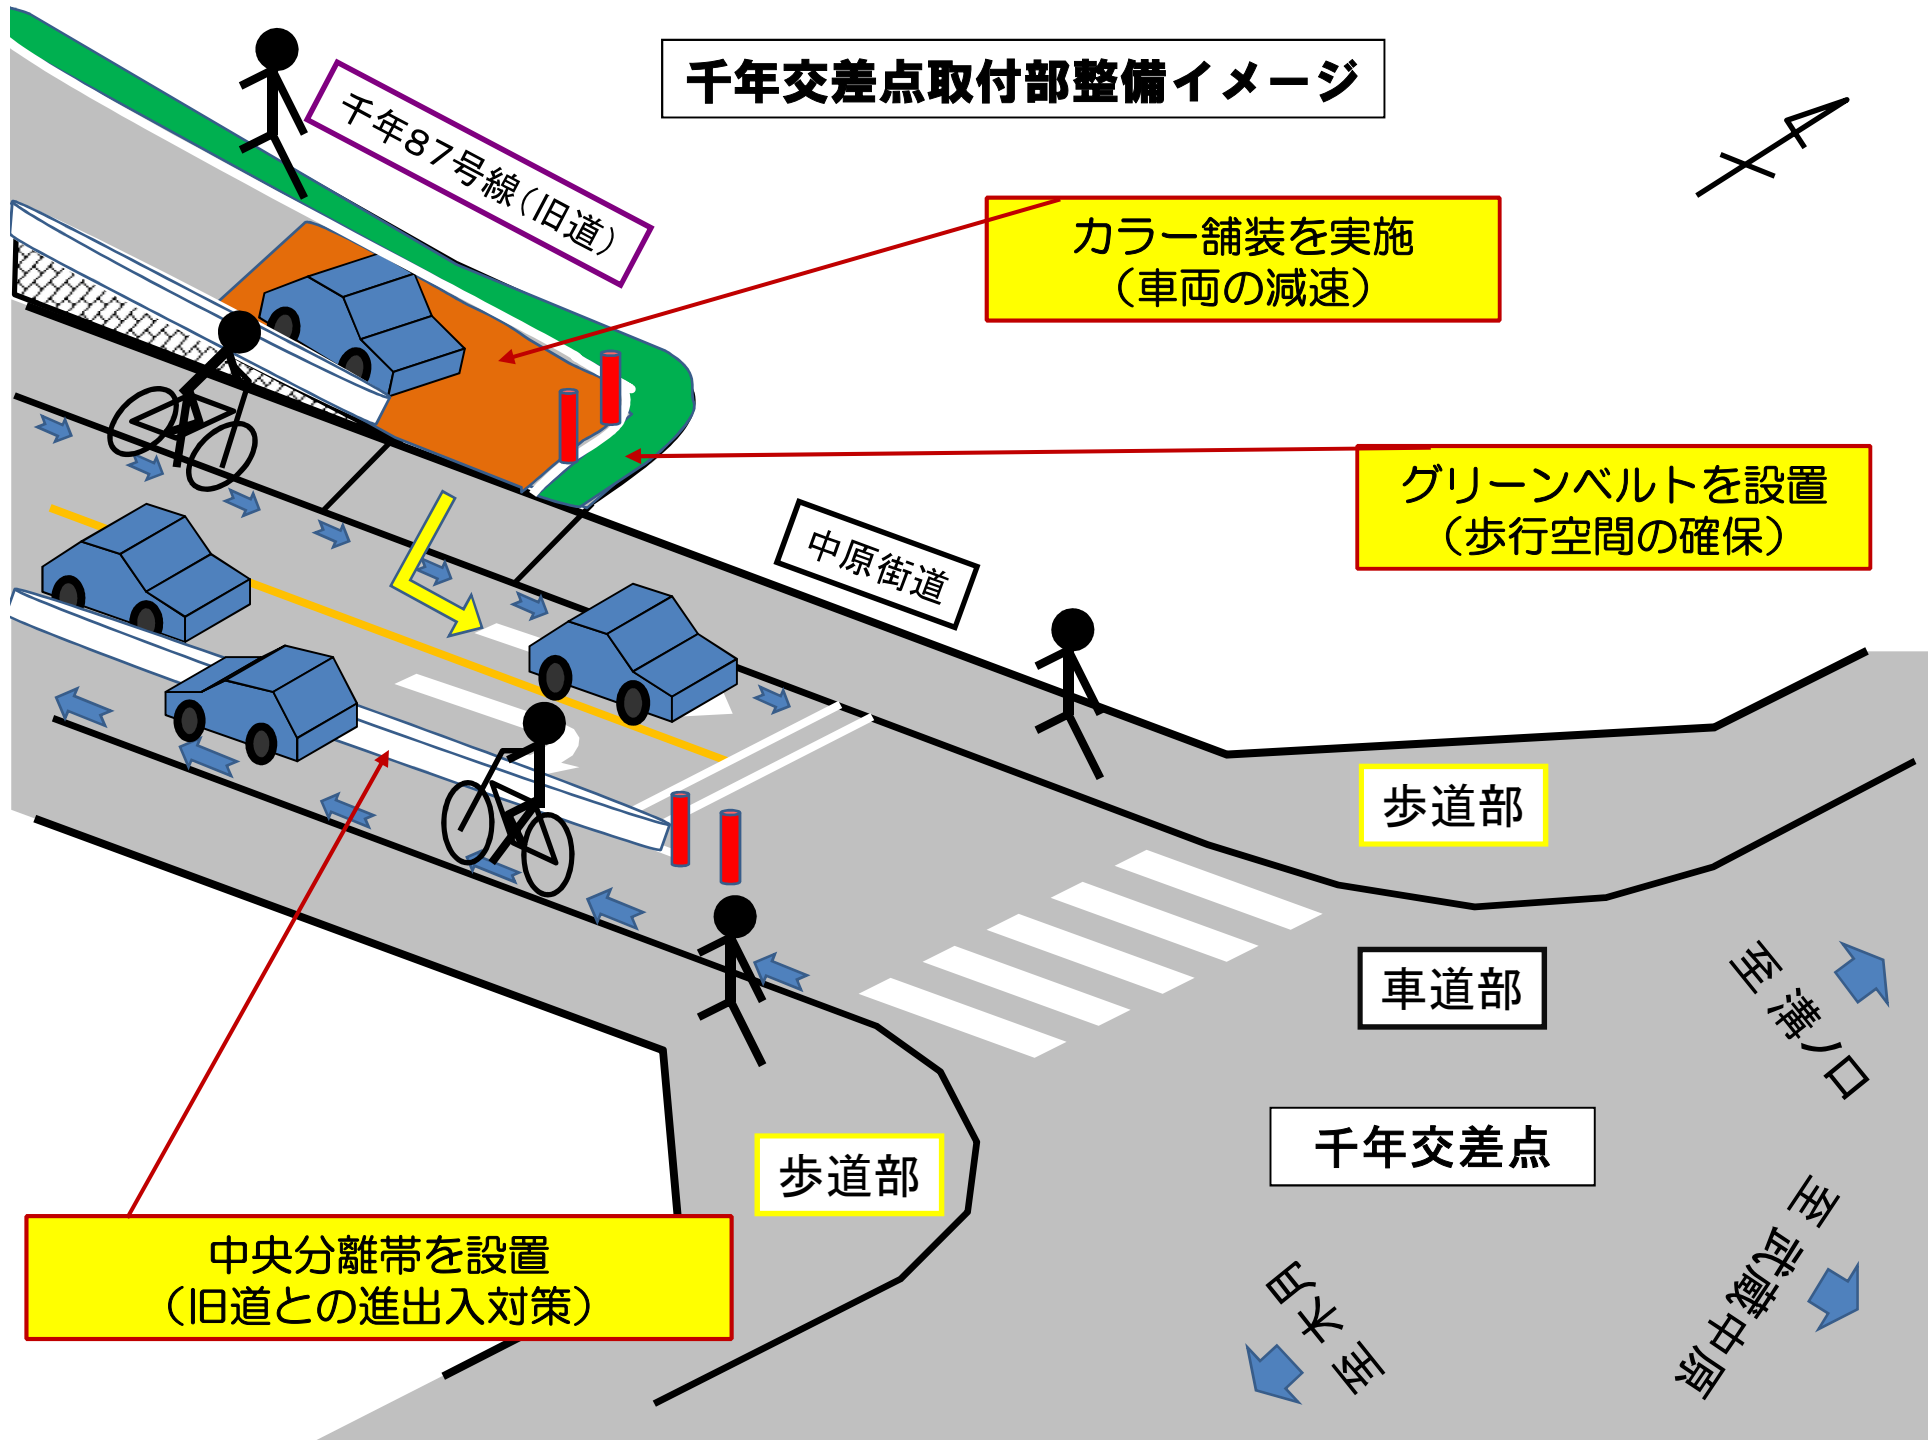 千年交差点取付部整備イメージ
千年87号線(旧道)
カラー舗装を実施
(車両の減速)
グリーンベルトを設置
(歩行空間の確保)
中原街道
歩道部
車道部
至 溝ノ口
千年交差点
歩道部
至 武蔵中原
至 木月
中央分離帯を設置
(旧道との進出入対策)